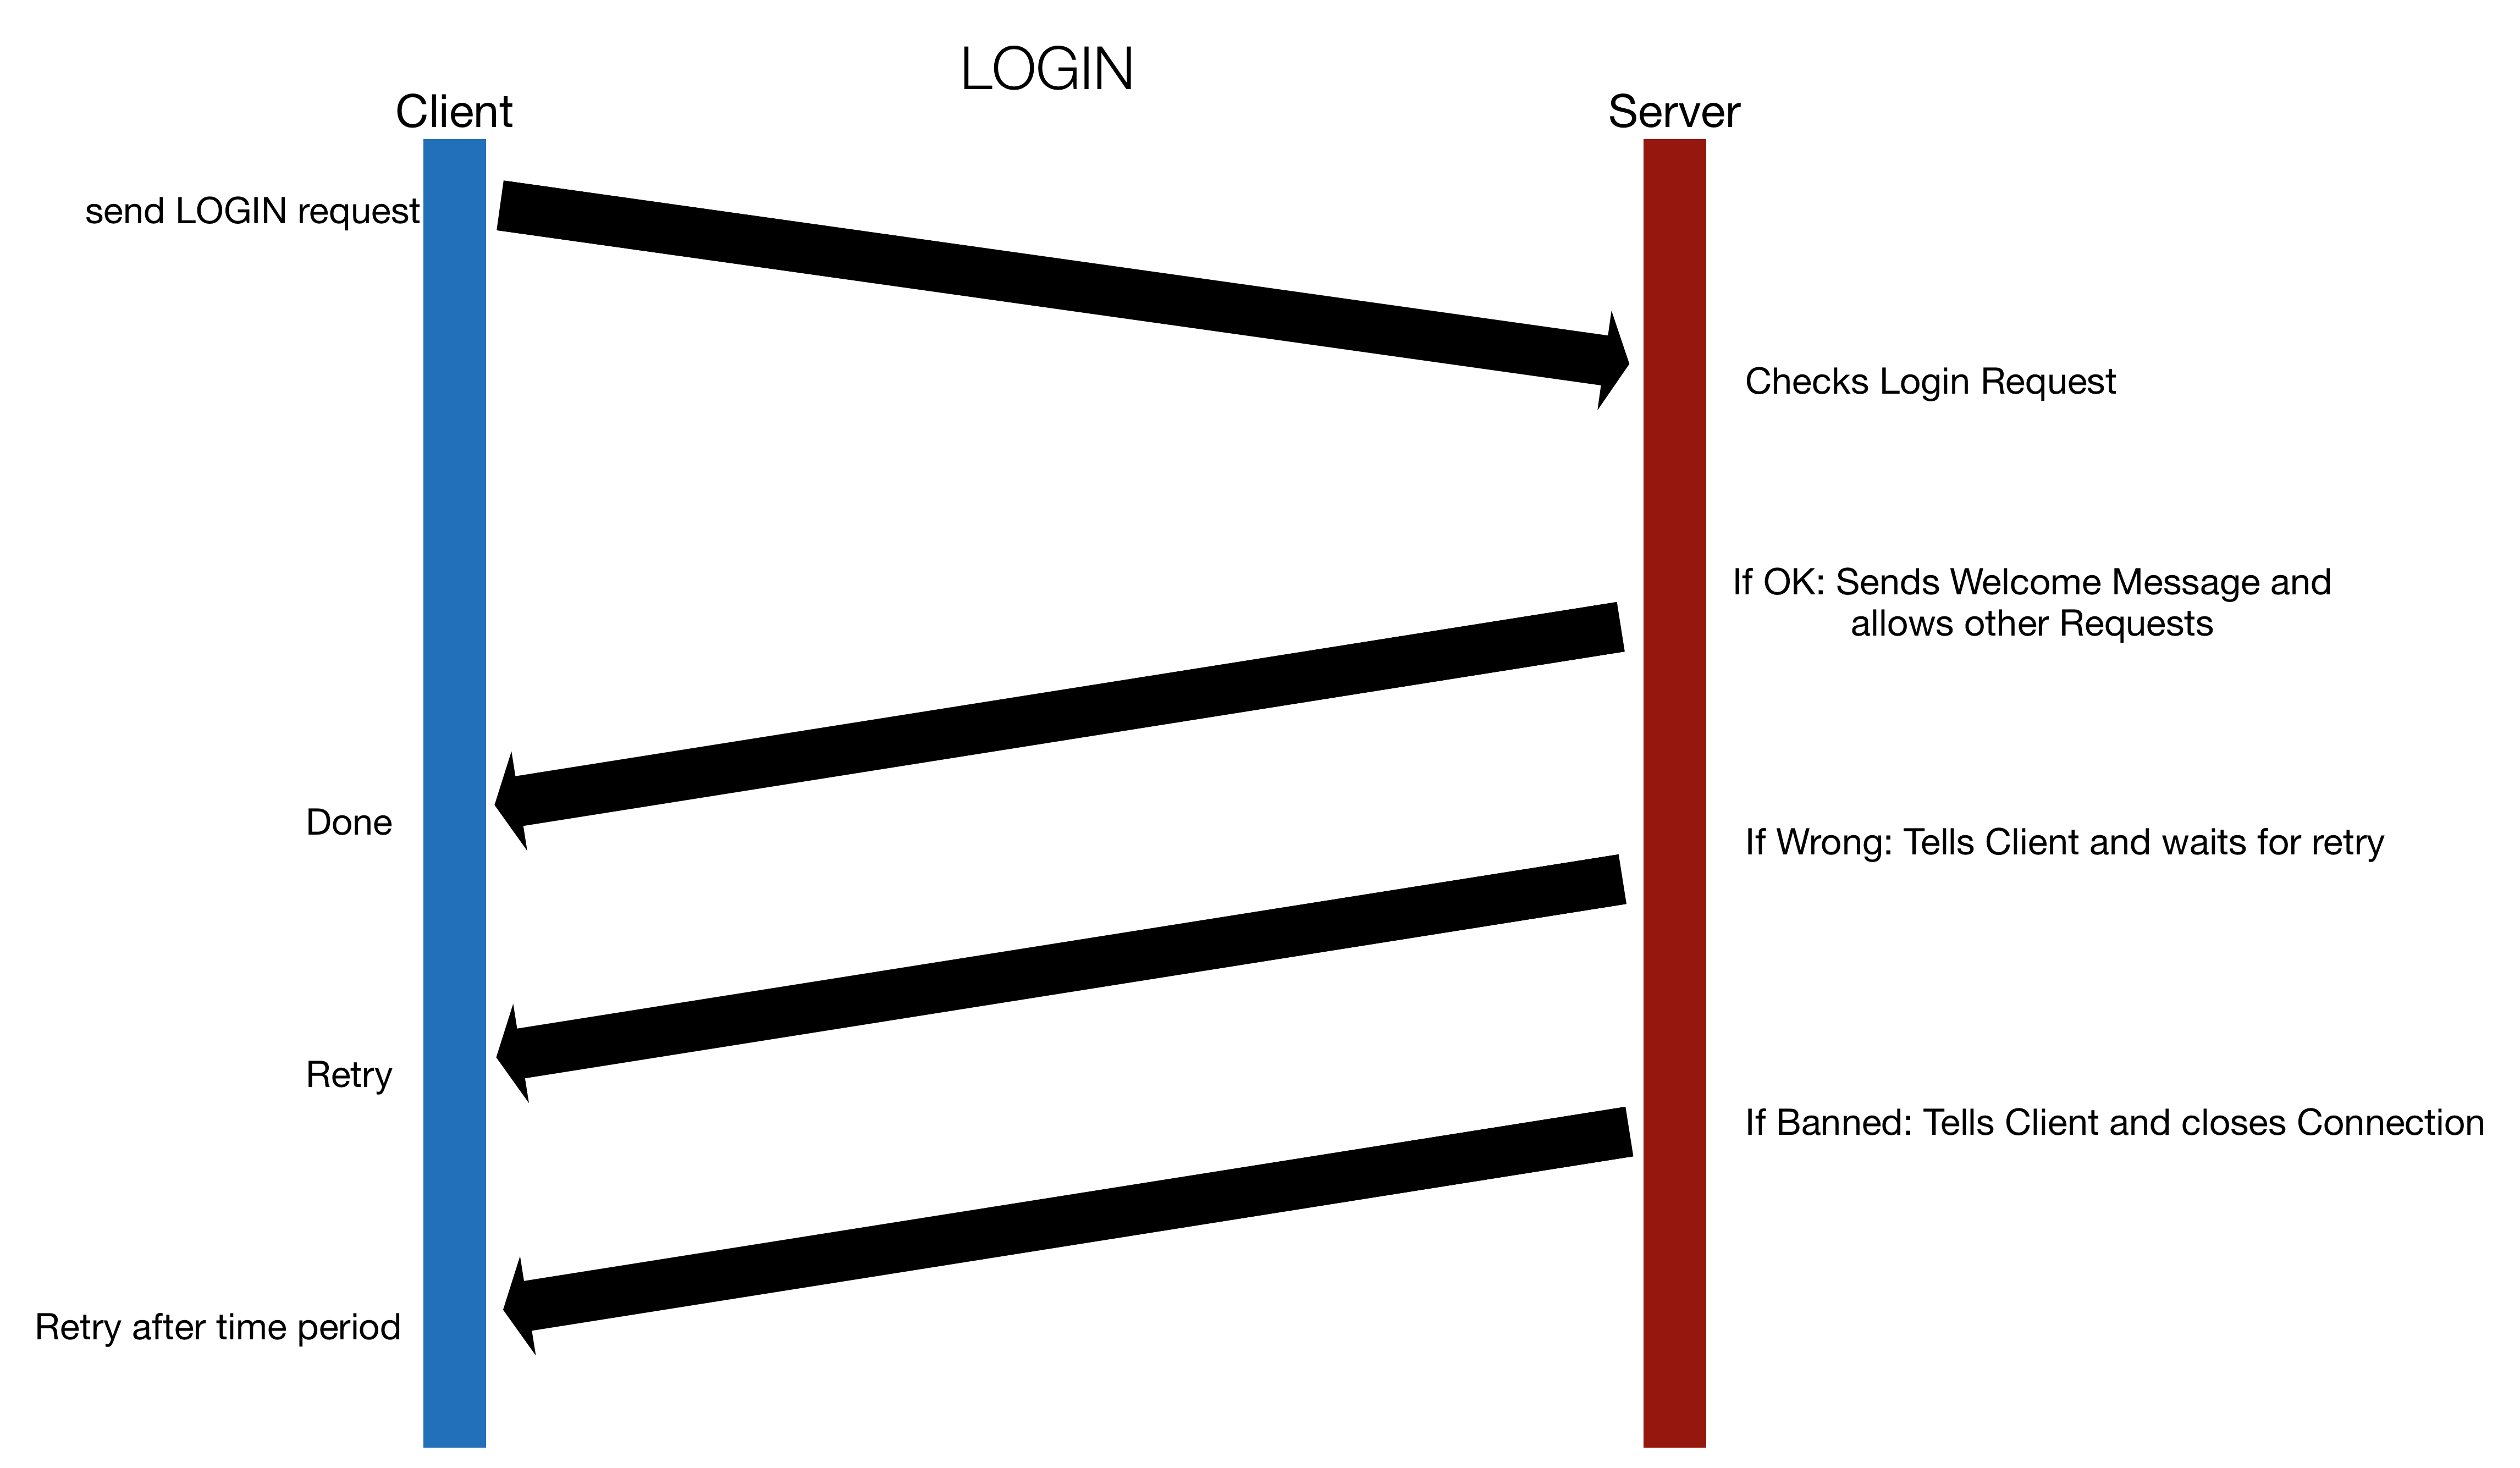 LOGIN
Client
Server
send LOGIN request
Checks Login Request
If OK: Sends Welcome Message and
allows other Requests
Done
If Wrong: Tells Client and waits for retry
Retry
If Banned: Tells Client and closes Connection
Retry after time period